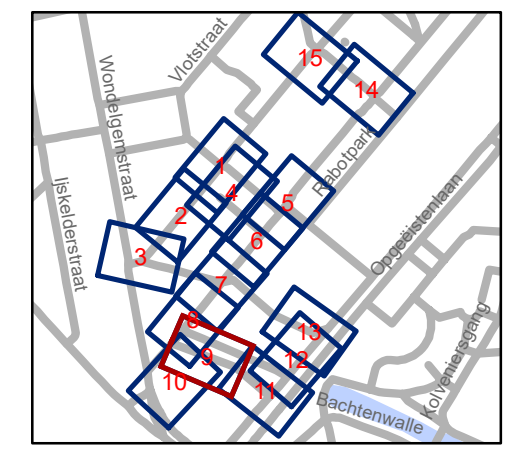 Vlotstraat
15
14
Wondelgemstraat
Rabotpark
1
4
5
Ijskelderstraat
2
Opgeëistenlaan
6
3
7
8
13
9
12
10
11
Kolveniersgang
Bachtenwalle